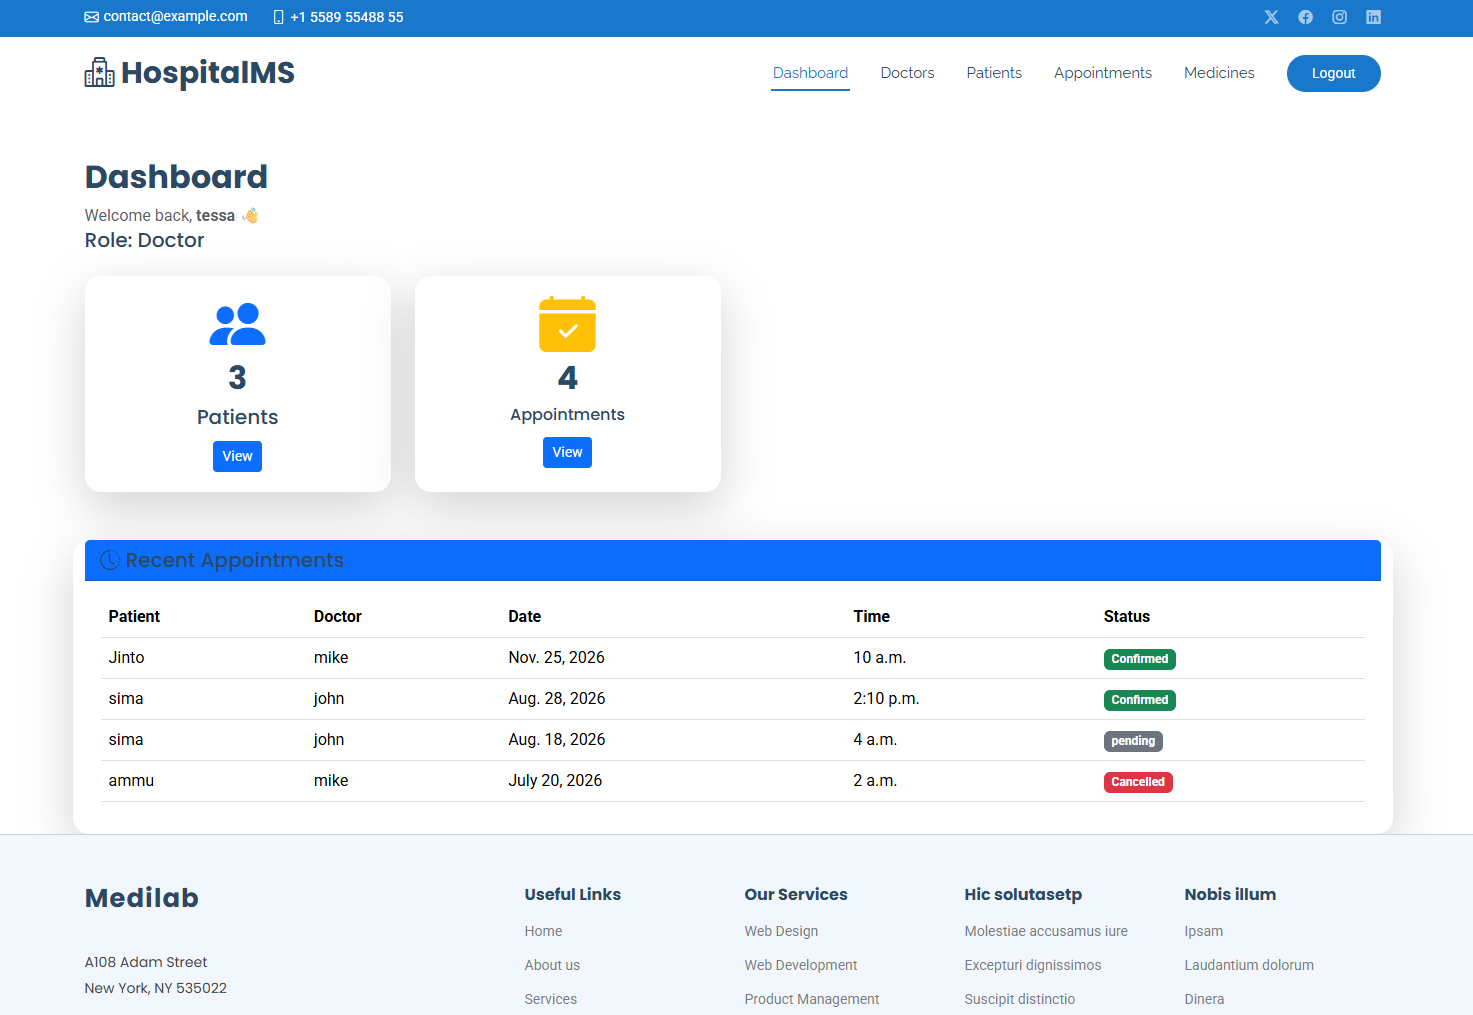 contact@example.com +1 5589 55488 55
HospitalMS Dashboard Doctors Patients Appointments Medicines Logout
Dashboard
Welcome back, tessa 👋
Role: Doctor
3
Patients
View
4
Appointments
View
Recent Appointments
Patient Doctor Date Time Status
Jinto mike Nov. 25, 2026 10 a.m. Confirmed
sima john Aug. 28, 2026 2:10 p.m. Confirmed
sima john Aug. 18, 2026 4 a.m. pending
ammu mike July 20, 2026 2 a.m. Cancelled
Medilab
A108 Adam Street
New York, NY 535022
Useful Links
Home
About us
Services
Our Services
Web Design
Web Development
Product Management
Hic solutasetp
Molestiae accusamus iure
Excepturi dignissimos
Suscipit distinctio
Nobis illum
Ipsam
Laudantium dolorum
Dinera